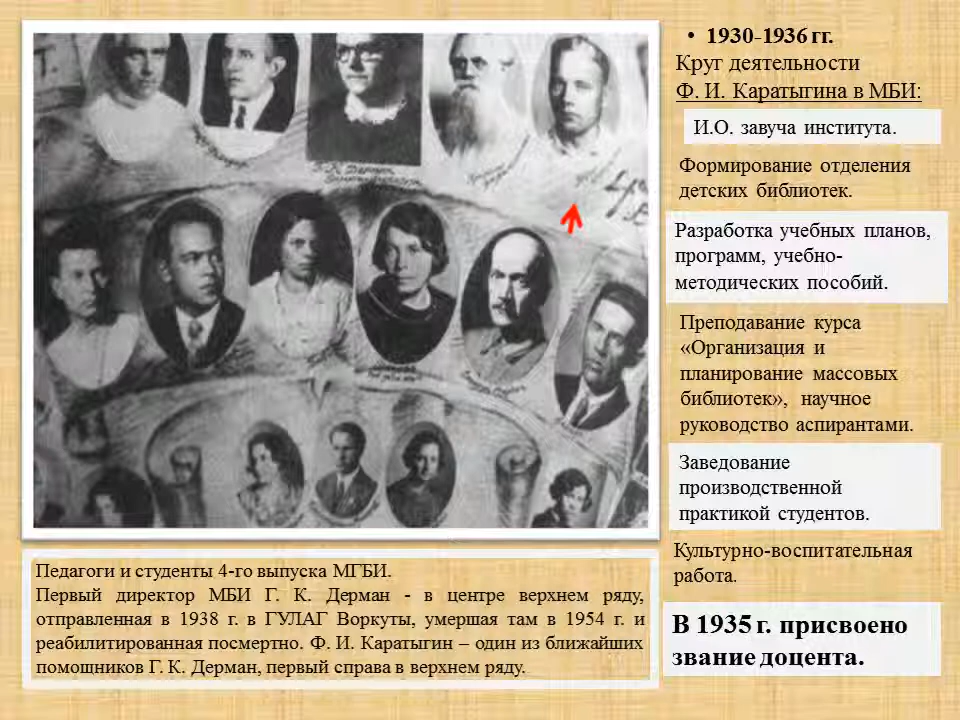 • 1930-1936 гг.
Круг деятельности
Ф. И. Каратыгина в МБИ:
И.О. завуча института.
Формирование отделения
детских библиотек.
Разработка учебных планов,
программ, учебно-
методических пособий.
Преподавание курса
«Организация и
планирование массовых
библиотек», научное
руководство аспирантами.
Заведование
производственной
практикой студентов.
Культурно-воспитательная
работа.
В 1935 г. присвоено
звание доцента.
Педагоги и студенты 4-го выпуска МГБИ.
Первый директор МБИ Г. К. Дерман - в центре верхнем ряду,
отправленная в 1938 г. в ГУЛАГ Воркуты, умершая там в 1954 г. и
реабилитированная посмертно. Ф. И. Каратыгин – один из ближайших
помощников Г. К. Дерман, первый справа в верхнем ряду.